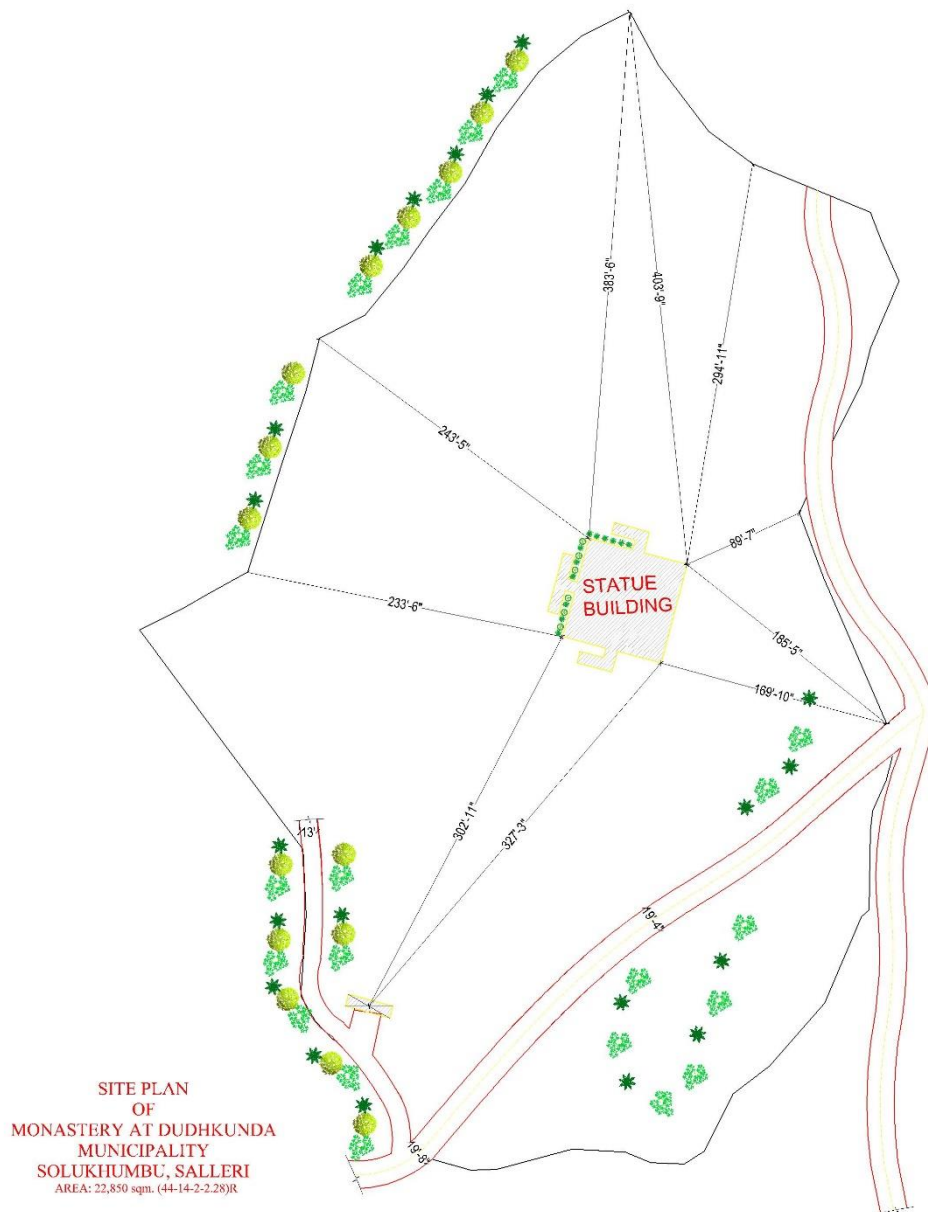 383'-6"
403'-9"
294'-11"
243'-5"
89'-7"
STATUE
BUILDING
233'-6"
185'-5"
169'-10"
302'-11"
327'-3"
13'
19'-4"
19'-8"
SITE PLAN
OF
MONASTERY AT DUDHKUNDA
MUNICIPALITY
SOLUKHUMBU, SALLERI
AREA: 22,850 sqm. (44-14-2-2.28)R